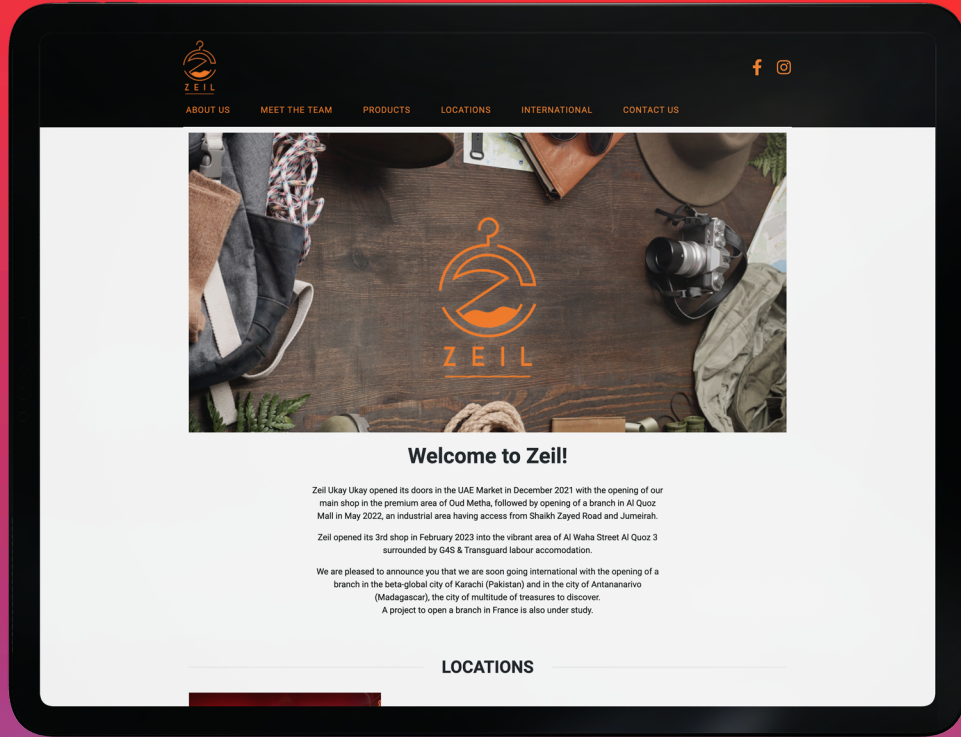 ZEIL
ABOUT US MEET THE TEAM PRODUCTS LOCATIONS INTERNATIONAL CONTACT US
ZEIL
Welcome to Zeil!
Zeil Ukay Ukay opened its doors in the UAE Market in December 2021 with the opening of our
main shop in the premium area of Oud Metha, followed by opening of a branch in Al Quoz
Mall in May 2022, an industrial area having access from Shaikh Zayed Road and Jumeirah.
Zeil opened its 3rd shop in February 2023 into the vibrant area of Al Waha Street Al Quoz 3
surrounded by G4S & Transguard labour accomodation.
We are pleased to announce you that we are soon going international with the opening of a
branch in the beta-global city of Karachi (Pakistan) and in the city of Antananarivo
(Madagascar), the city of multitude of treasures to discover.
A project to open a branch in France is also under study.
LOCATIONS